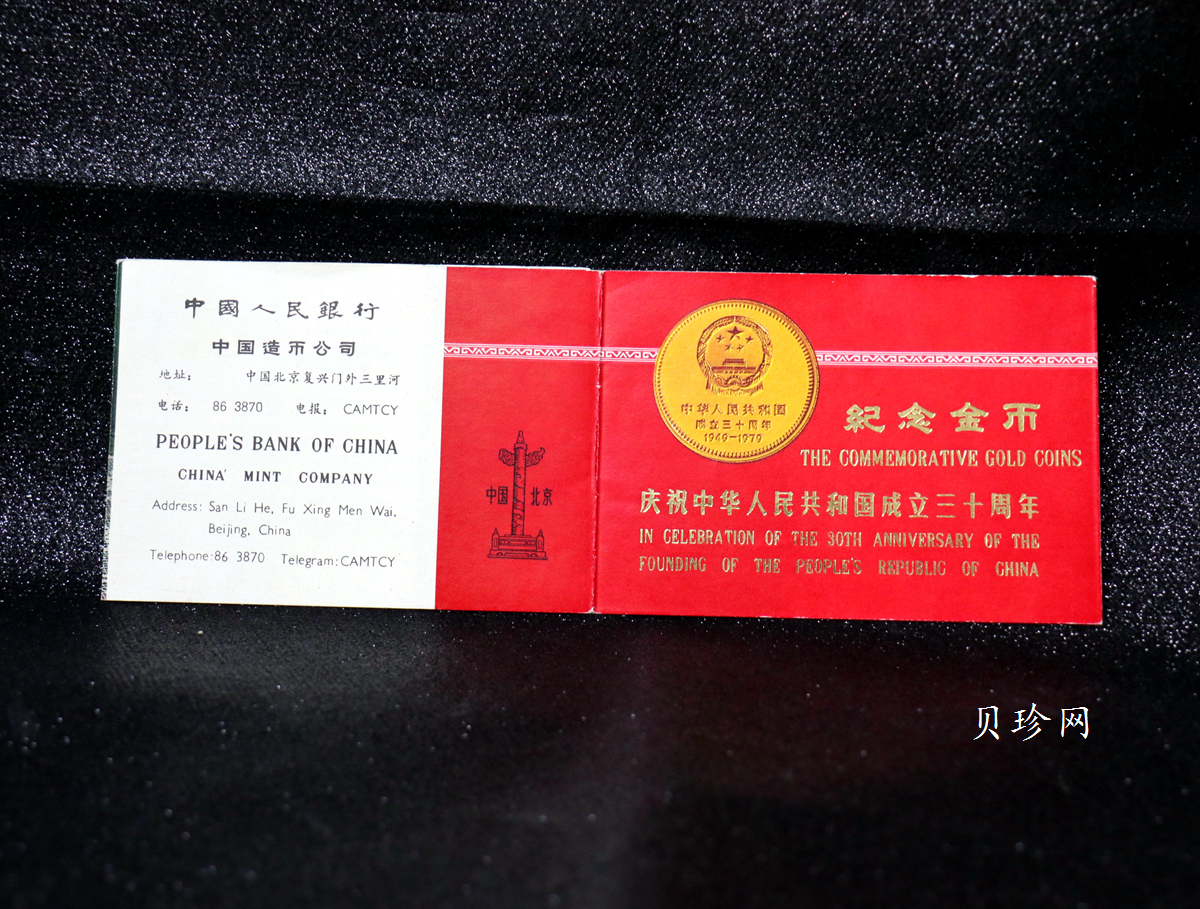 中國人民銀行
中国造币公司
地址： 中国北京复兴门外三里河
电话： 86 3870 电报： CAMTCY
PEOPLE'S BANK OF CHINA
CHINA' MINT COMPANY
Address: San Li He, Fu Xing Men Wai,
Beijing, China
Telephone:86 3870 Telegram:CAMTCY
中国 北京
中华人民共和国
成立三十周年
1949-1979
紀念金币
THE COMMEMORATIVE GOLD COINS
庆祝中华人民共和国成立三十周年
IN CELEBRATION OF THE 30TH ANNIVERSARY OF THE
FOUNDING OF THE PEOPLE'S REPUBLIC OF CHINA
贝珍网